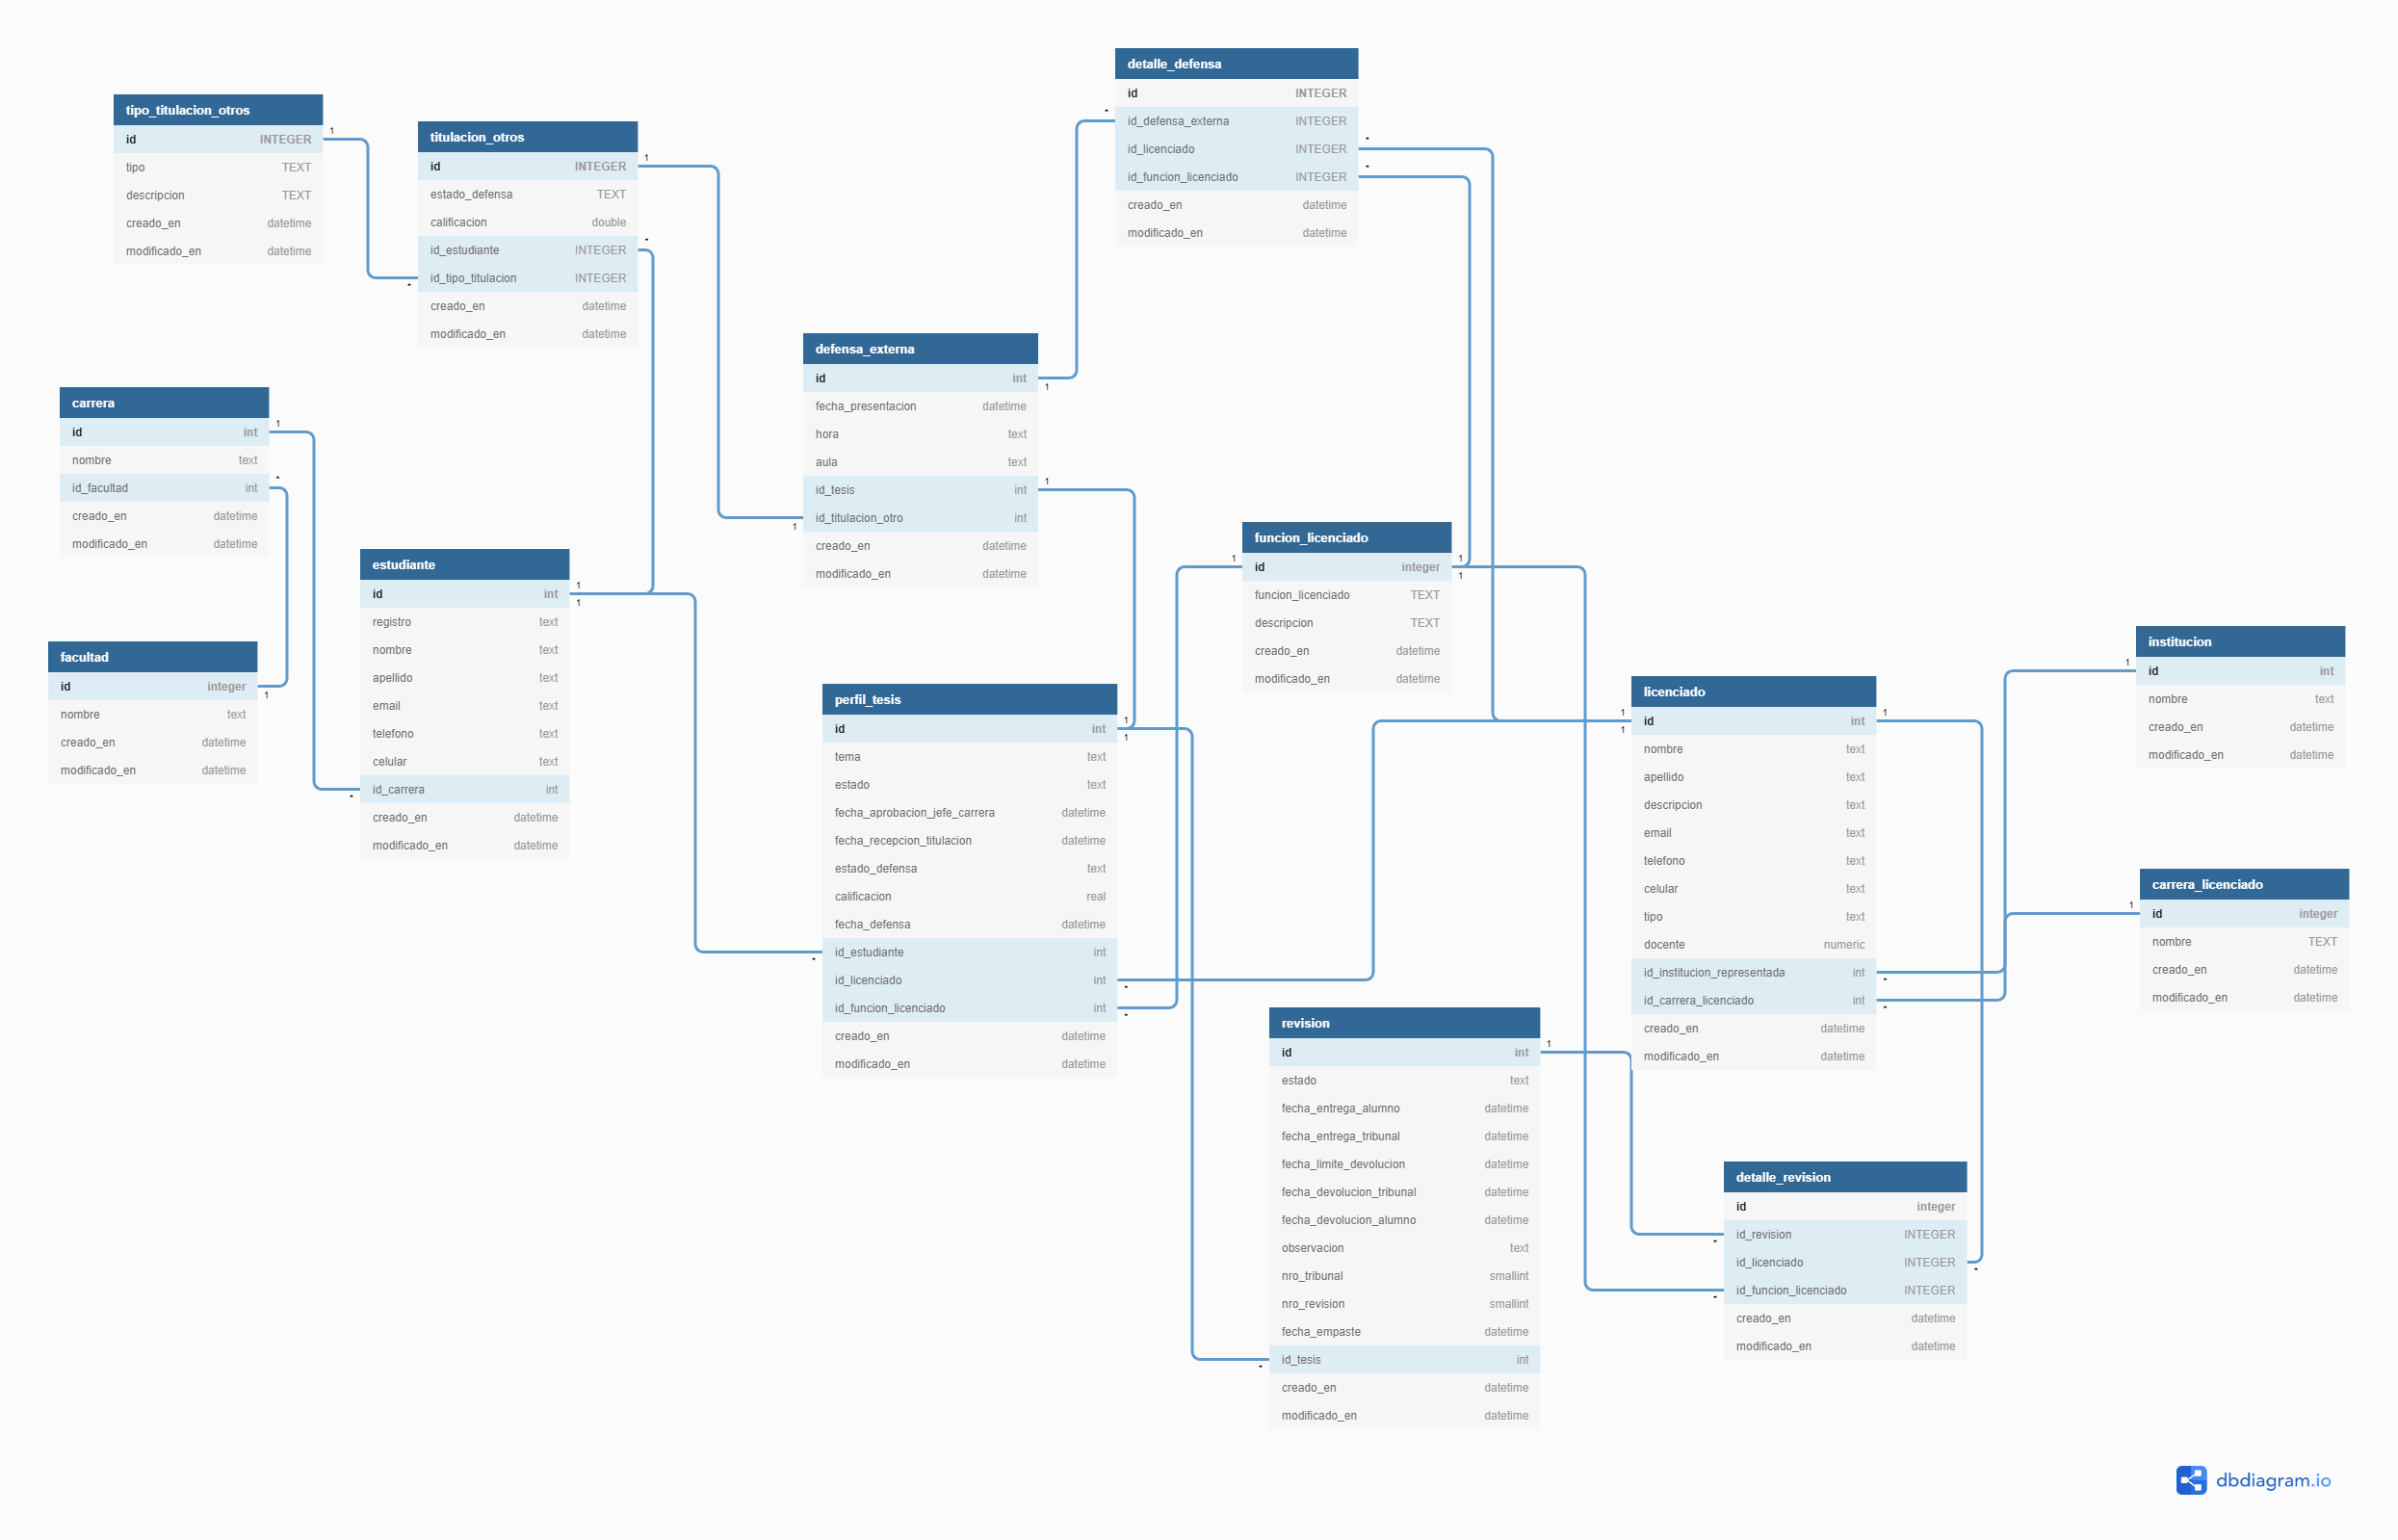 detalle_defensa
id INTEGER
id_defensa_externa INTEGER
id_licenciado INTEGER
id_funcion_licenciado INTEGER
creado_en datetime
modificado_en datetime
tipo_titulacion_otros
id INTEGER
tipo TEXT
descripcion TEXT
creado_en datetime
modificado_en datetime
titulacion_otros
id INTEGER
estado_defensa TEXT
calificacion double
id_estudiante INTEGER
id_tipo_titulacion INTEGER
creado_en datetime
modificado_en datetime
defensa_externa
id int
fecha_presentacion datetime
hora text
aula text
id_tesis int
id_titulacion_otro int
creado_en datetime
modificado_en datetime
carrera
id int
nombre text
id_facultad int
creado_en datetime
modificado_en datetime
estudiante
id int
registro text
nombre text
apellido text
email text
telefono text
celular text
id_carrera int
creado_en datetime
modificado_en datetime
facultad
id integer
nombre text
creado_en datetime
modificado_en datetime
funcion_licenciado
id integer
funcion_licenciado TEXT
descripcion TEXT
creado_en datetime
modificado_en datetime
perfil_tesis
id int
tema text
estado text
fecha_aprobacion_jefe_carrera datetime
fecha_recepcion_titulacion datetime
estado_defensa text
calificacion real
fecha_defensa datetime
id_estudiante int
id_licenciado int
id_funcion_licenciado int
creado_en datetime
modificado_en datetime
licenciado
id int
nombre text
apellido text
descripcion text
email text
telefono text
celular text
tipo text
docente numeric
id_institucion_representada int
id_carrera_licenciado int
creado_en datetime
modificado_en datetime
institucion
id int
nombre text
creado_en datetime
modificado_en datetime
carrera_licenciado
id integer
nombre TEXT
creado_en datetime
modificado_en datetime
revision
id int
estado text
fecha_entrega_alumno datetime
fecha_entrega_tribunal datetime
fecha_limite_devolucion datetime
fecha_devolucion_tribunal datetime
fecha_devolucion_alumno datetime
observacion text
nro_tribunal smallint
nro_revision smallint
fecha_empaste datetime
id_tesis int
creado_en datetime
modificado_en datetime
detalle_revision
id integer
id_revision INTEGER
id_licenciado INTEGER
id_funcion_licenciado INTEGER
creado_en datetime
modificado_en datetime
dbdiagram.io